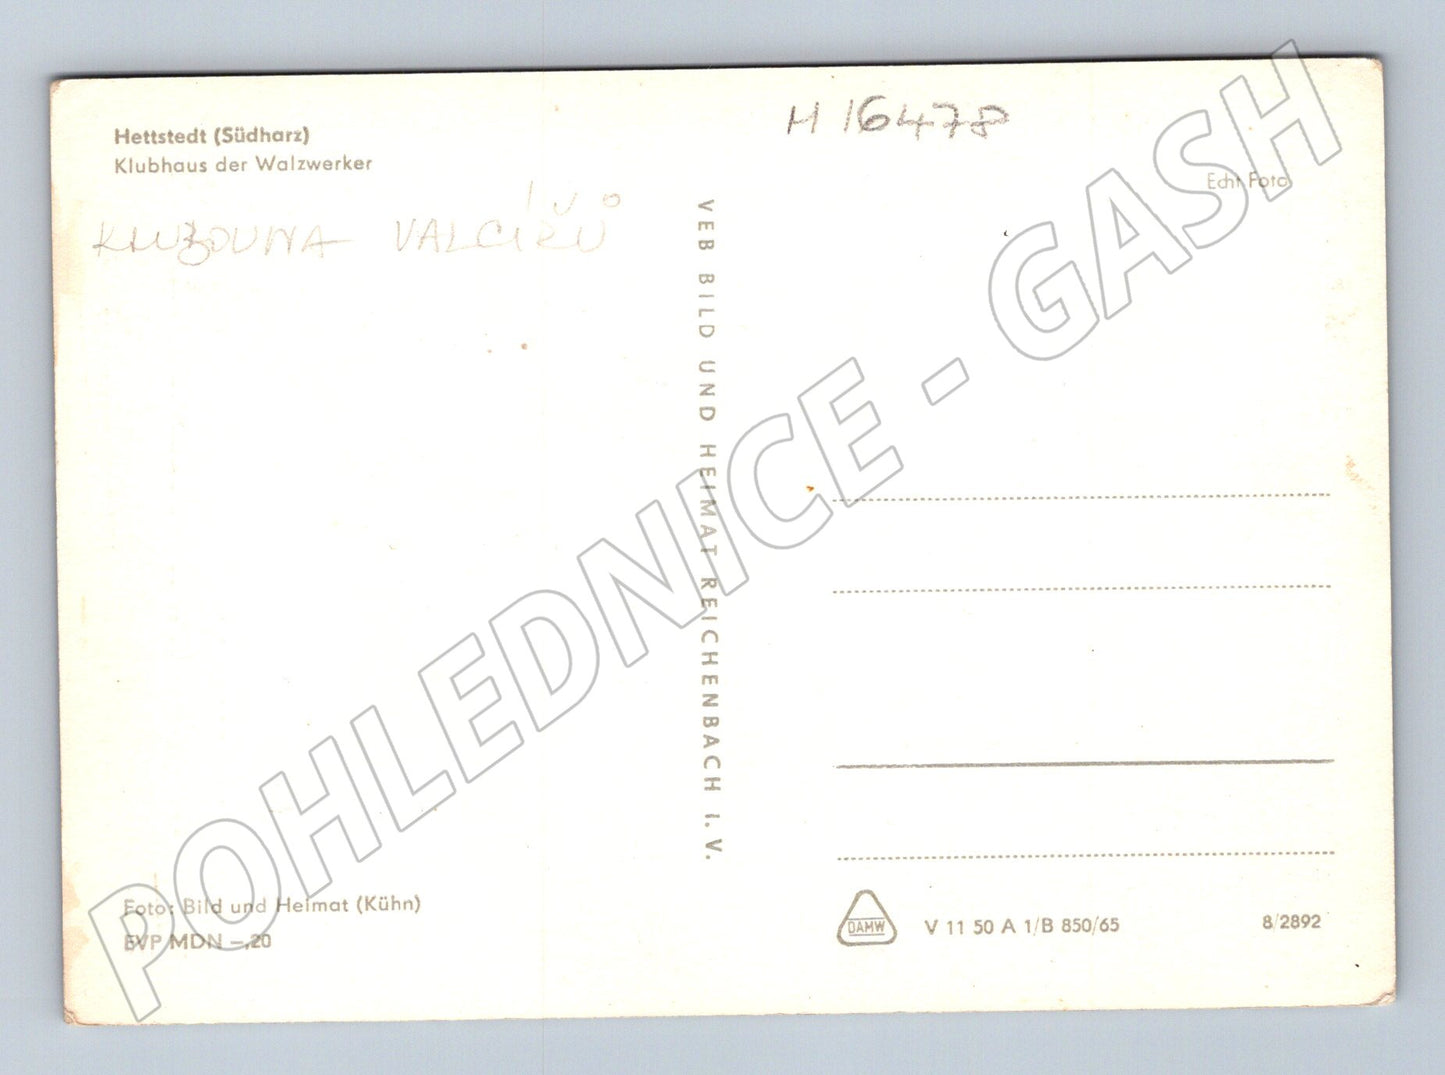 Hettstedt (Südharz)
Klubhaus der Walzwerker
H 16478
Echt Foto
KLUBOVNA VALCÍŘŮ
VEB BILD UND HEIMAT REICHENBACH I. V.
POHLEDNICE - GASH
Foto: Bild und Heimat (Kühn)
EVP MDN –,20
DAMW
V 11 50 A 1/B 850/65
8/2892